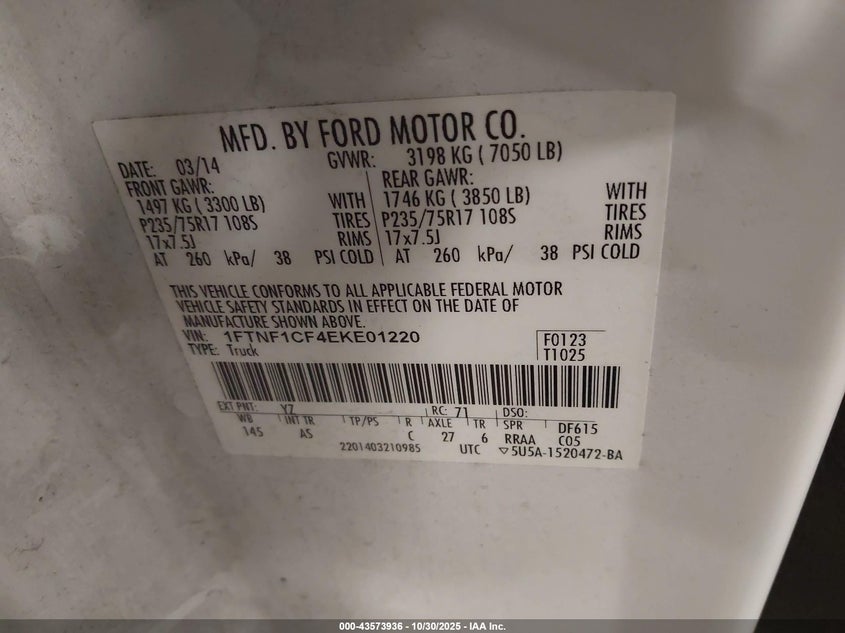 MFD. BY FORD MOTOR CO.
DATE: 03/14 GVWR: 3198 KG ( 7050 LB)
FRONT GAWR: REAR GAWR:
1497 KG ( 3300 LB) WITH 1746 KG ( 3850 LB) WITH
P235/75R17 108S TIRES P235/75R17 108S TIRES
17x7.5J RIMS 17x7.5J RIMS
AT 260 kPa/ 38 PSI COLD AT 260 kPa/ 38 PSI COLD
THIS VEHICLE CONFORMS TO ALL APPLICABLE FEDERAL MOTOR
VEHICLE SAFETY STANDARDS IN EFFECT ON THE DATE OF
MANUFACTURE SHOWN ABOVE.
VIN: 1FTNF1CF4EKE01220 F0123
TYPE: Truck T1025
EXT PNT: YZ RC: 71 DSO:
WB INT TR TP/PS R AXLE TR SPR DF615
145 AS C 27 6 RRAA C05
2201403210985 UTC ▽5U5A-1520472-BA
000-43573936 - 10/30/2025 - IAA Inc.